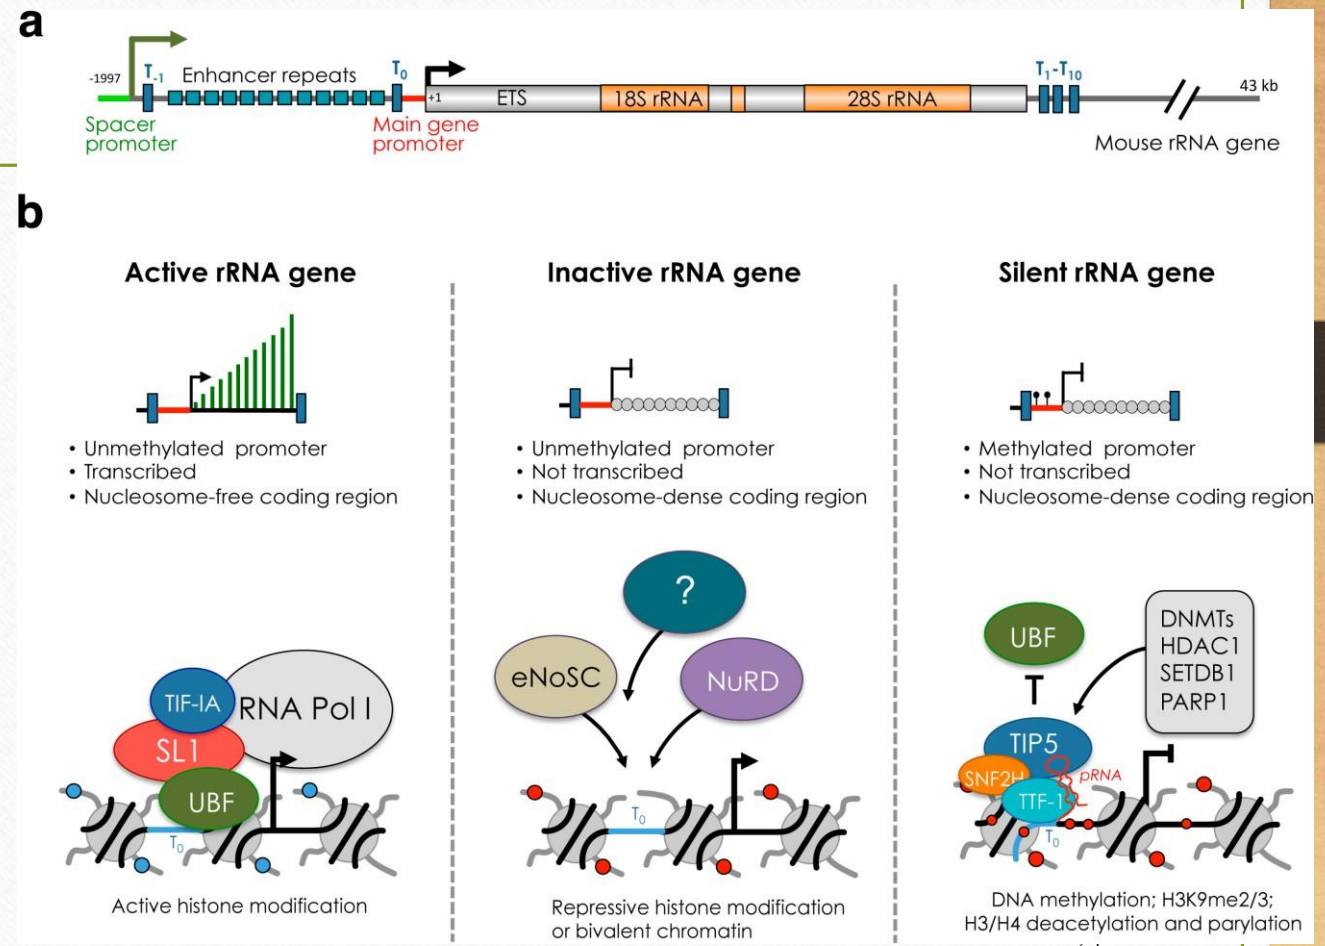 a
-1997
T-1
Enhancer repeats
T0
+1
ETS
18S rRNA
28S rRNA
T1-T10
43 kb
Spacer
promoter
Main gene
promoter
Mouse rRNA gene
b
Active rRNA gene
• Unmethylated promoter
• Transcribed
• Nucleosome-free coding region
TIF-IA
RNA Pol I
SL1
UBF
T0
Active histone modification
Inactive rRNA gene
• Unmethylated promoter
• Not transcribed
• Nucleosome-dense coding region
?
eNoSC
NuRD
T0
Repressive histone modification
or bivalent chromatin
Silent rRNA gene
• Methylated promoter
• Not transcribed
• Nucleosome-dense coding region
UBF
DNMTs
HDAC1
SETDB1
PARP1
TIP5
SNF2H
pRNA
TTF-1
T0
DNA methylation; H3K9me2/3;
H3/H4 deacetylation and parylation